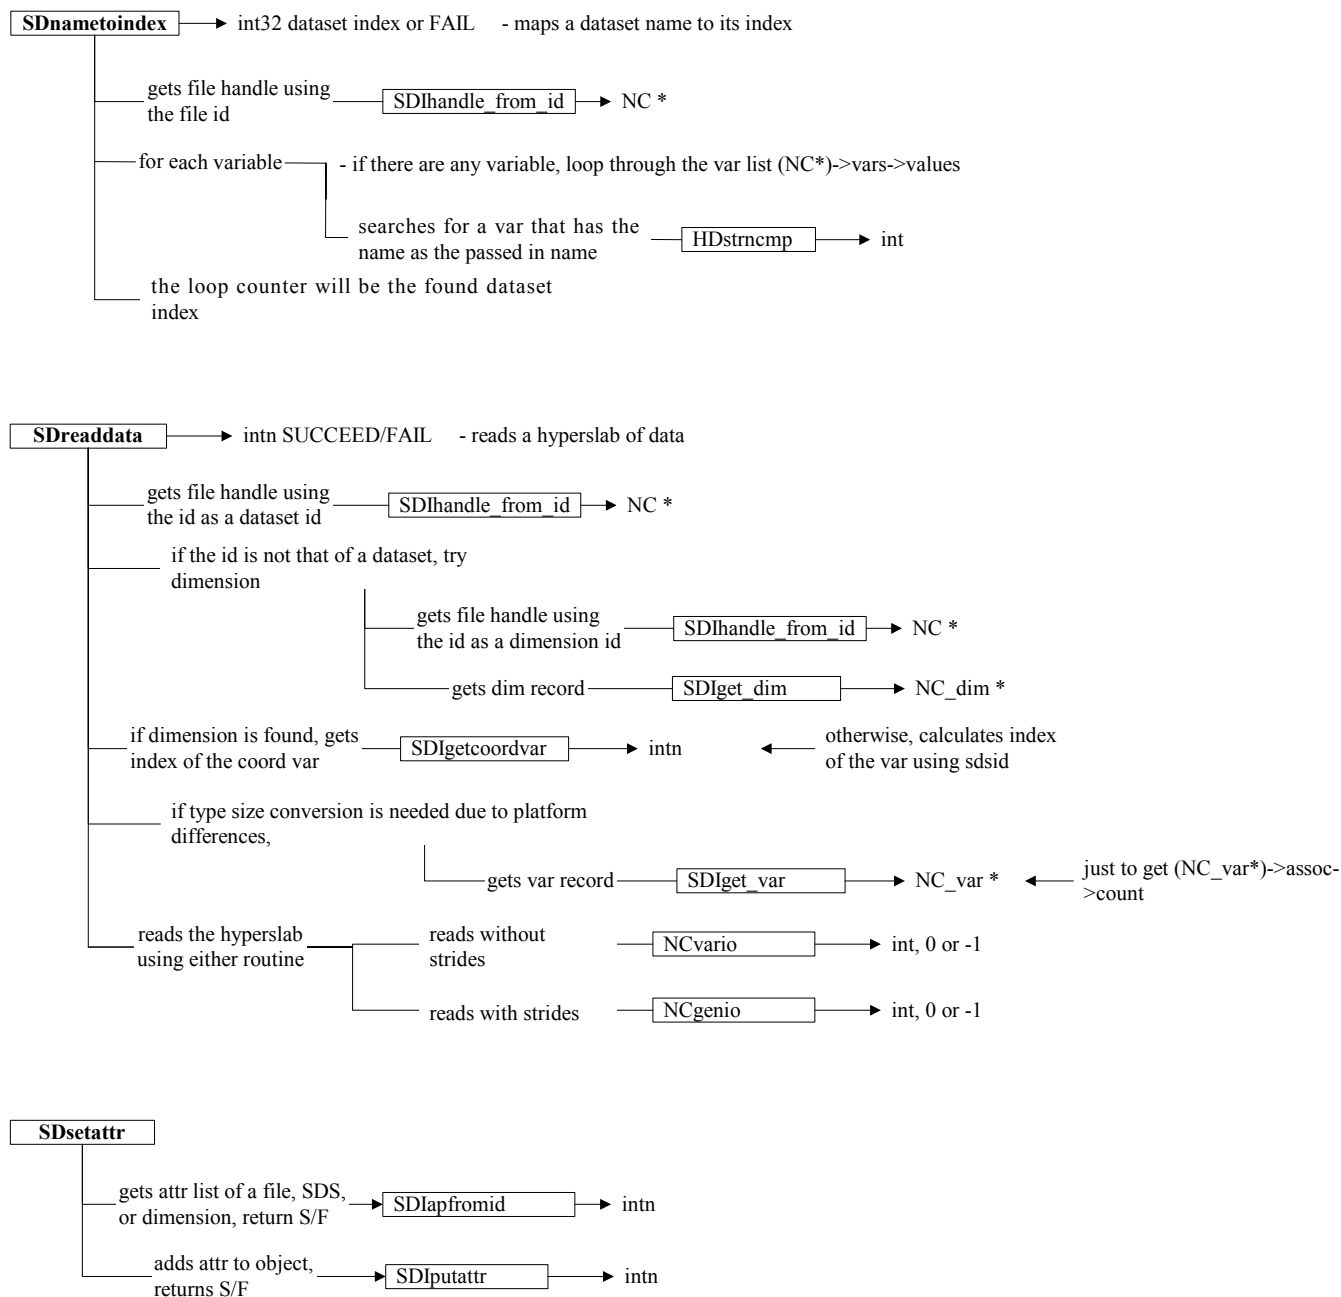 SDnametoindex int32 dataset index or FAIL - maps a dataset name to its index
gets file handle using
the file id
SDIhandle_from_id NC *
for each variable - if there are any variable, loop through the var list (NC*)->vars->values
searches for a var that has the
name as the passed in name
HDstrncmp int
the loop counter will be the found dataset
index
SDreaddata intn SUCCEED/FAIL - reads a hyperslab of data
gets file handle using
the id as a dataset id
SDIhandle_from_id NC *
if the id is not that of a dataset, try
dimension
gets file handle using
the id as a dimension id
SDIhandle_from_id NC *
gets dim record SDIget_dim NC_dim *
if dimension is found, gets
index of the coord var
SDIgetcoordvar intn
otherwise, calculates index
of the var using sdsid
if type size conversion is needed due to platform
differences,
gets var record SDIget_var NC_var *
just to get (NC_var*)->assoc-
>count
reads the hyperslab
using either routine
reads without
strides
NCvario int, 0 or -1
reads with strides NCgenio int, 0 or -1
SDsetattr
gets attr list of a file, SDS,
or dimension, return S/F
SDIapfromid intn
adds attr to object,
returns S/F
SDIputattr intn